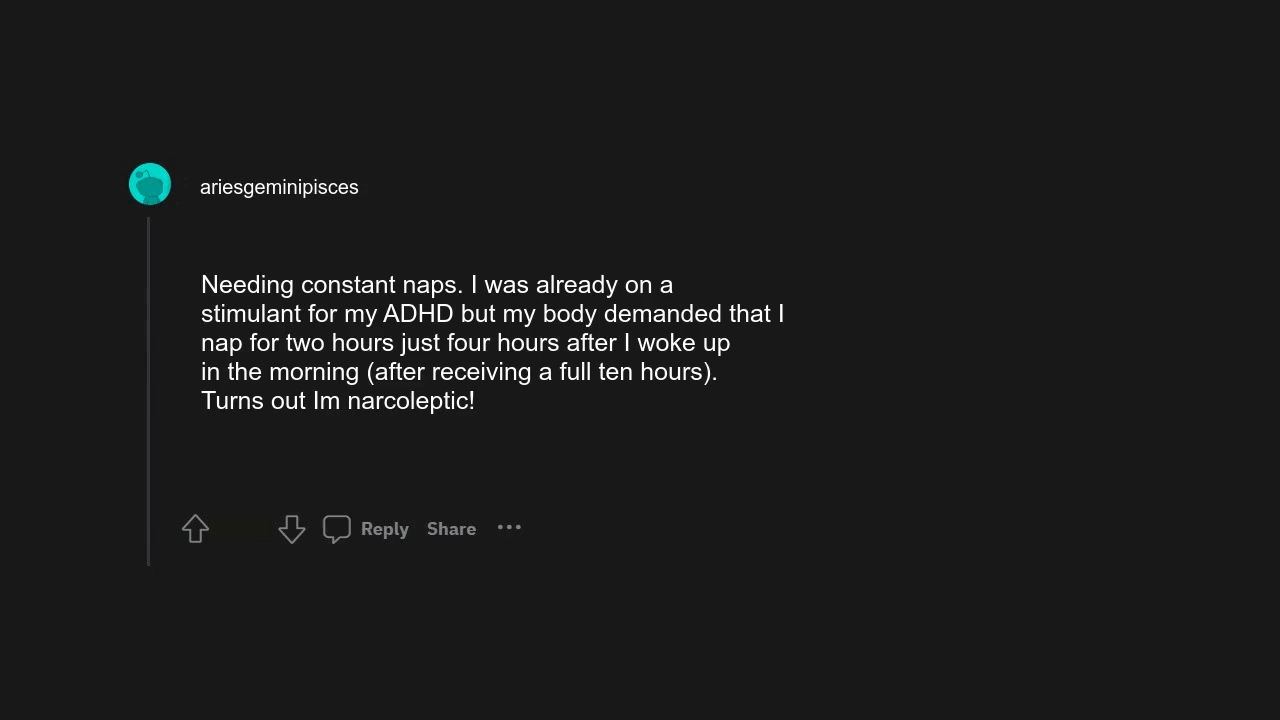 ariesgeminipisces
Needing constant naps. I was already on a
stimulant for my ADHD but my body demanded that I
nap for two hours just four hours after I woke up
in the morning (after receiving a full ten hours).
Turns out Im narcoleptic!
Reply Share